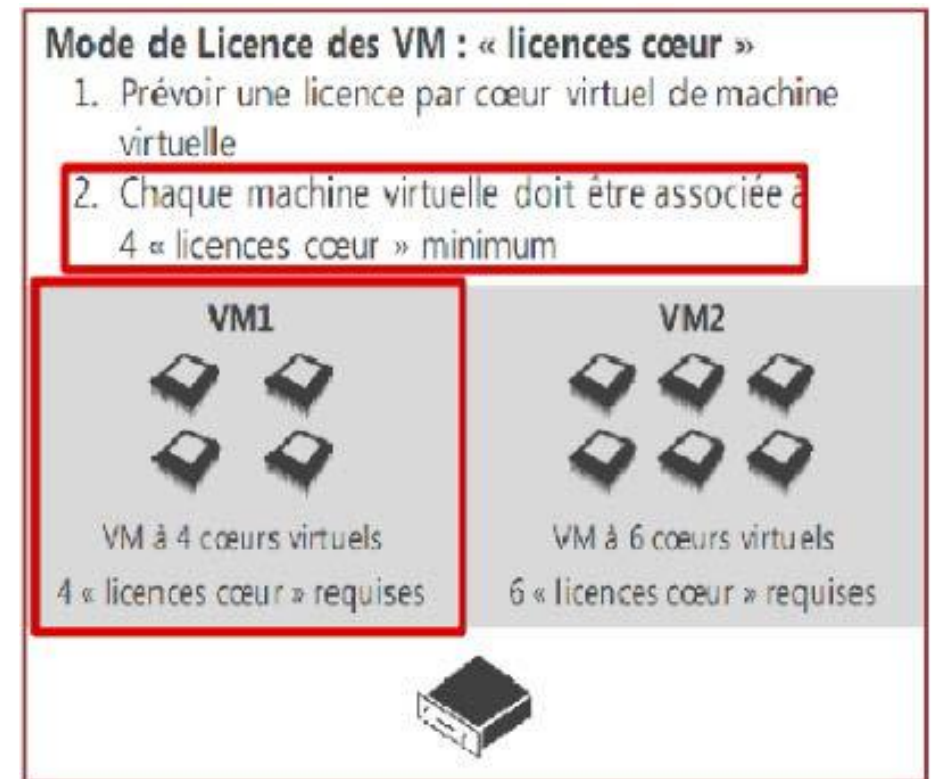 Mode de Licence des VM : « licences cœur »
1. Prévoir une licence par cœur virtuel de machine
virtuelle
2. Chaque machine virtuelle doit être associée à
4 « licences cœur » minimum
VM1
VM à 4 cœurs virtuels
4 « licences cœur » requises
VM2
VM à 6 cœurs virtuels
6 « licences cœur » requises